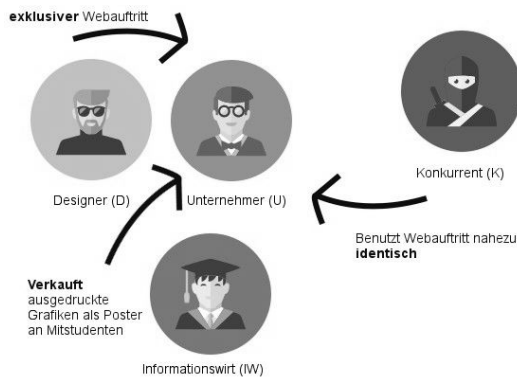 exklusiver Webauftritt
Designer (D)
Unternehmer (U)
Konkurrent (K)
Benutzt Webauftritt nahezu
identisch
Verkauft
ausgedruckte
Grafiken als Poster
an Mitstudenten
Informationswirt (IW)